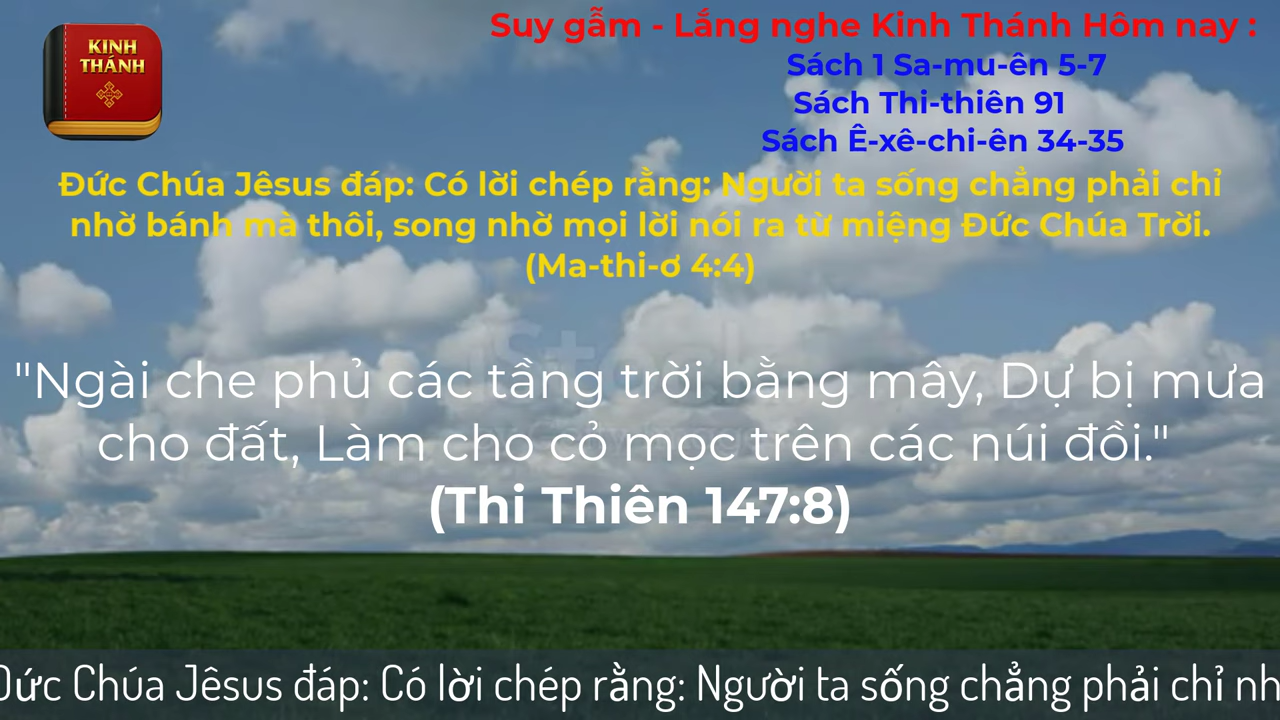 KINH
THÁNH
Suy gẫm - Lắng nghe Kinh Thánh Hôm nay :
Sách 1 Sa-mu-ên 5-7
Sách Thi-thiên 91
Sách Ê-xê-chi-ên 34-35
Đức Chúa Jêsus đáp: Có lời chép rằng: Người ta sống chẳng phải chỉ
nhờ bánh mà thôi, song nhờ mọi lời nói ra từ miệng Đức Chúa Trời.
(Ma-thi-ơ 4:4)
"Ngài che phủ các tầng trời bằng mây, Dự bị mưa
cho đất, Làm cho cỏ mọc trên các núi đồi."
(Thi Thiên 147:8)
Đức Chúa Jêsus đáp: Có lời chép rằng: Người ta sống chẳng phải chỉ nh